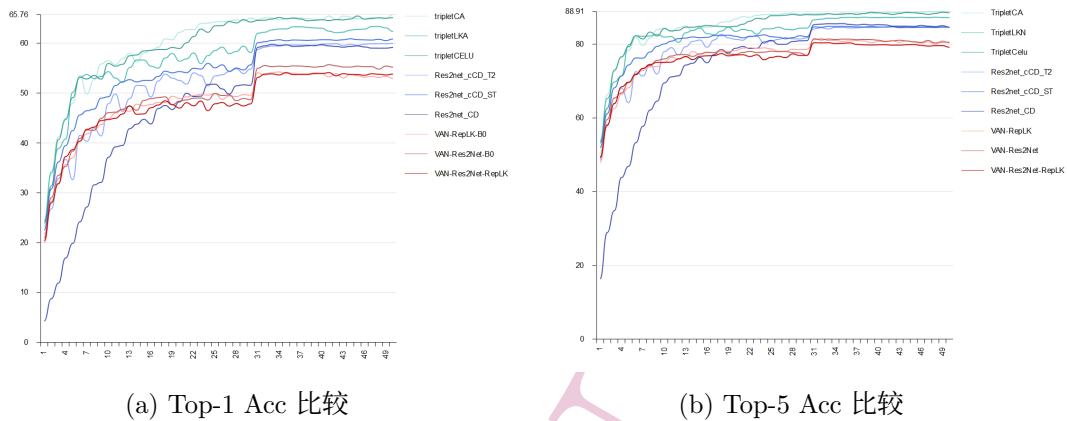 65.76
60
50
40
30
20
10
0
1 4 7 10 13 16 19 22 25 28 31 34 37 40 43 46 49
tripletCA
tripletLKA
tripletCELU
Res2net_cCD_T2
Res2net_cCD_ST
Res2net_CD
VAN-RepLK-B0
VAN-Res2Net-B0
VAN-Res2Net-RepLK
(a) Top-1 Acc 比较
88.91
80
60
40
20
0
1 4 7 10 13 16 19 22 25 28 31 34 37 40 43 46 49
TripletCA
TripletLKN
TripletCelu
Res2net_cCD_T2
Res2net_cCD_ST
Res2net_CD
VAN-RepLK
VAN-Res2Net
VAN-Res2Net-RepLK
(b) Top-5 Acc 比较